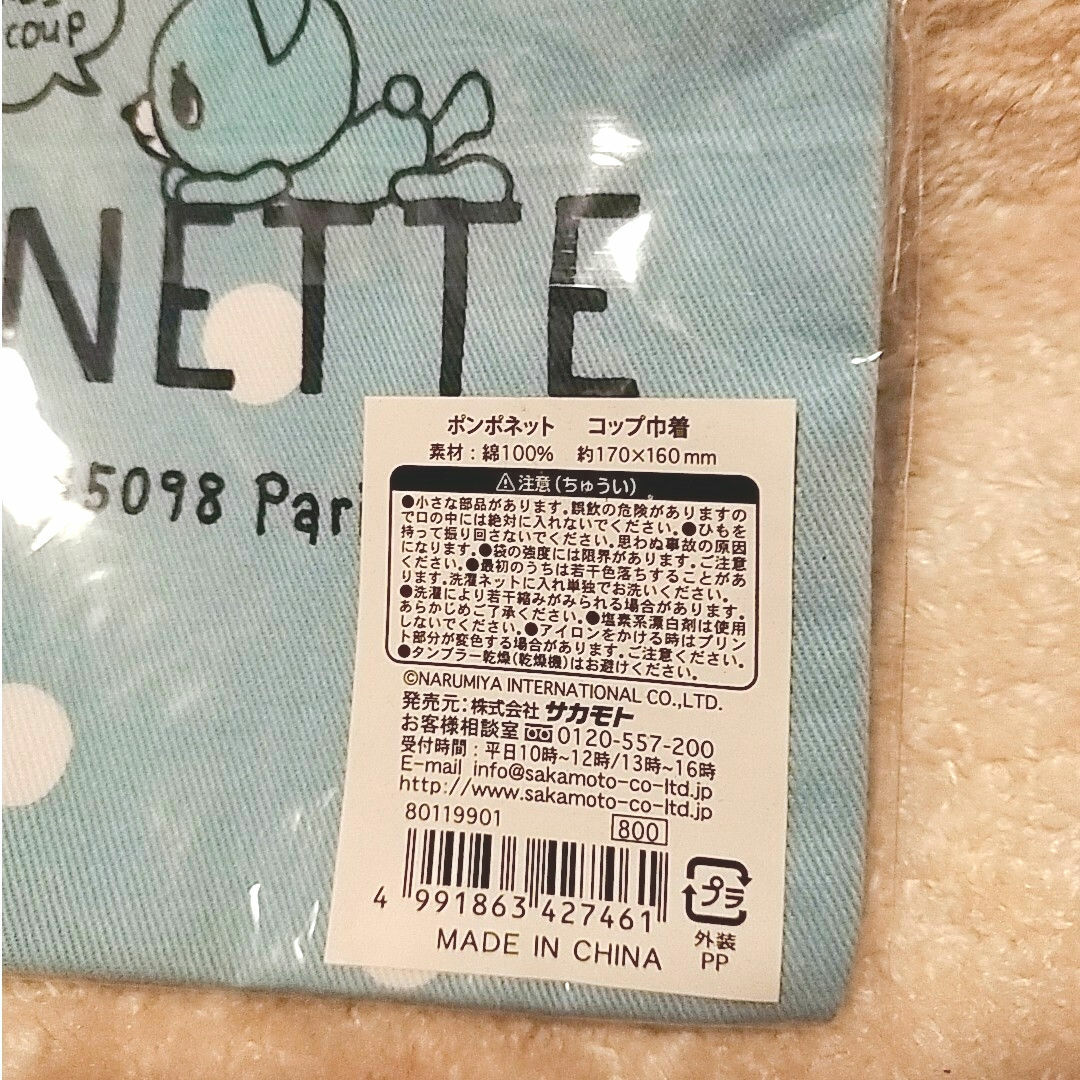 coup
NETTE
5098 Par
ポンポネット　コップ巾着
素材：綿100%　約170×160mm
⚠注意(ちゅうい)
●小さな部品があります。誤飲の危険がありますの
で口の中には絶対に入れないでください。●ひもを
持って振り回さないでください。思わぬ事故の原因
になります。●袋の強度には限界があります。ご注意
ください。●最初のうちは若干色落ちすることがあ
ります。洗濯ネットに入れ単独でお洗いください。
●洗濯により若干縮みがみられる場合があります。
あらかじめご了承ください。●塩素系漂白剤は使用
しないでください。●アイロンをかける時はプリン
ト部分が変色する場合があります。ご注意ください。
●タンブラー乾燥(乾燥機)はお避けください。
©NARUMIYA INTERNATIONAL CO.,LTD.
発売元：株式会社 サカモト
お客様相談室 0120-557-200
受付時間：平日10時~12時/13時~16時
E-mail info@sakamoto-co-ltd.jp
http://www.sakamoto-co-ltd.jp
80119901 800
4 991863 427461
プラ
外装
PP
MADE IN CHINA